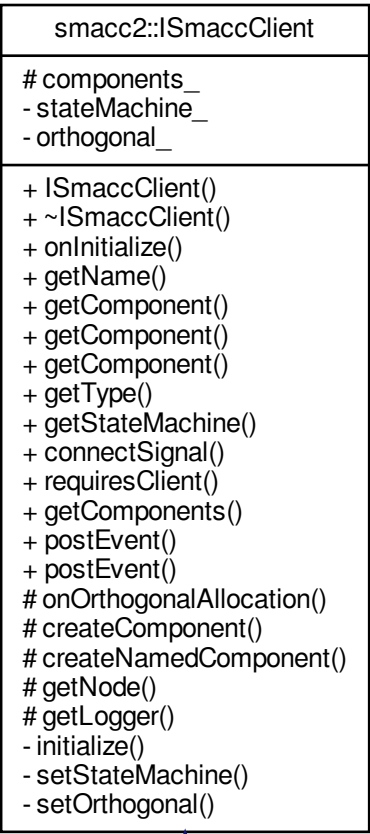 smacc2::ISmaccClient
# components_
- stateMachine_
- orthogonal_
+ ISmaccClient()
+ ~ISmaccClient()
+ onInitialize()
+ getName()
+ getComponent()
+ getComponent()
+ getComponent()
+ getType()
+ getStateMachine()
+ connectSignal()
+ requiresClient()
+ getComponents()
+ postEvent()
+ postEvent()
# onOrthogonalAllocation()
# createComponent()
# createNamedComponent()
# getNode()
# getLogger()
- initialize()
- setStateMachine()
- setOrthogonal()